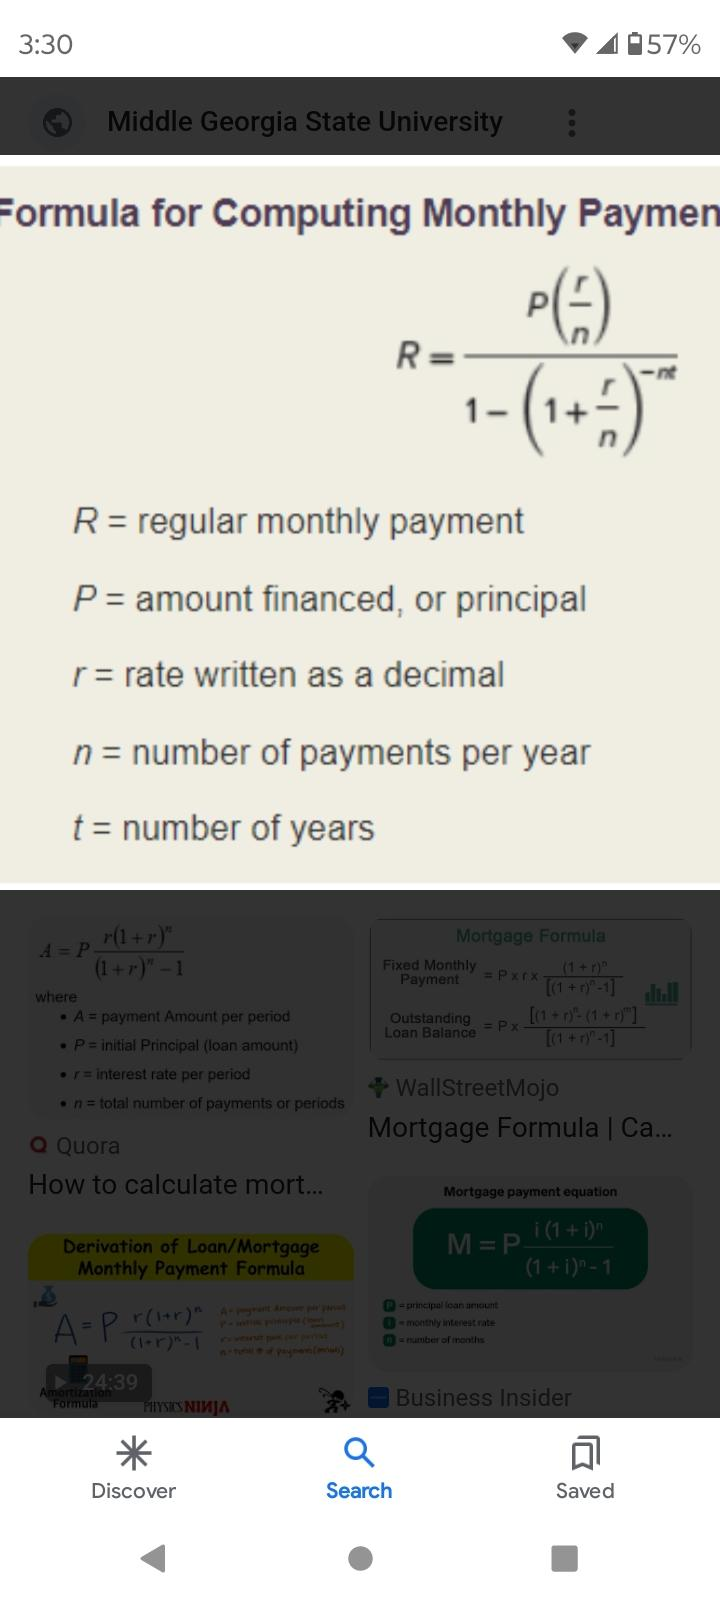 3:30
57%
Middle Georgia State University
Formula for Computing Monthly Paymen
R = P(r/n) / 1 - (1 + r/n)^-nt
R = regular monthly payment
P = amount financed, or principal
r = rate written as a decimal
n = number of payments per year
t = number of years
A = P r(1+r)^n / (1+r)^n - 1
where
• A = payment Amount per period
• P = initial Principal (loan amount)
• r = interest rate per period
• n = total number of payments or periods
Quora
How to calculate mort...
Mortgage Formula
Fixed Monthly Payment = P x r x (1 + r)^n / [(1 + r)^n -1]
Outstanding Loan Balance = P x [(1 + r)^n - (1 + r)^m] / [(1 + r)^n -1]
WallStreetMojo
Mortgage Formula | Ca...
Derivation of Loan/Mortgage
Monthly Payment Formula
A = P r(1+r)^n / (1+r)^n - 1
A = payment Amount per period
24:39
Amortization
Formula
PHYSICS NINJA
Mortgage payment equation
M = P i (1 + i)^n / (1 + i)^n - 1
P = principal loan amount
i = monthly interest rate
n = number of months
Business Insider
Discover
Search
Saved